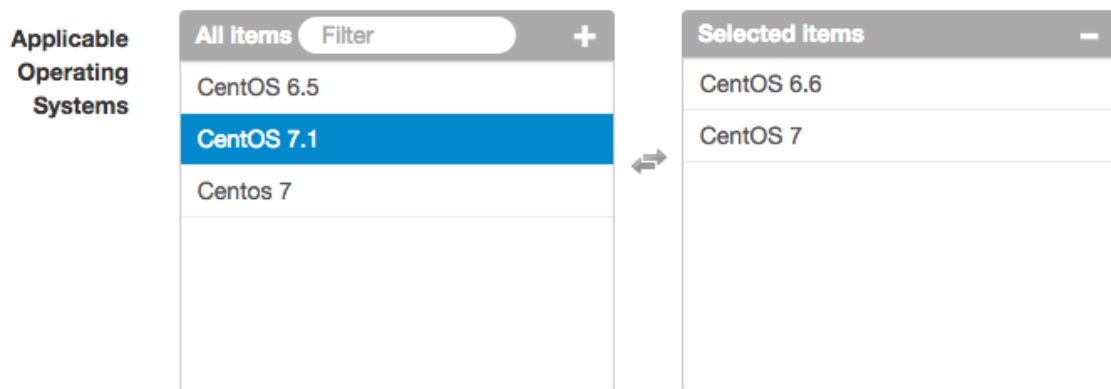 Applicable
Operating
Systems
All items Filter +
CentOS 6.5
CentOS 7.1
Centos 7
Selected items –
CentOS 6.6
CentOS 7